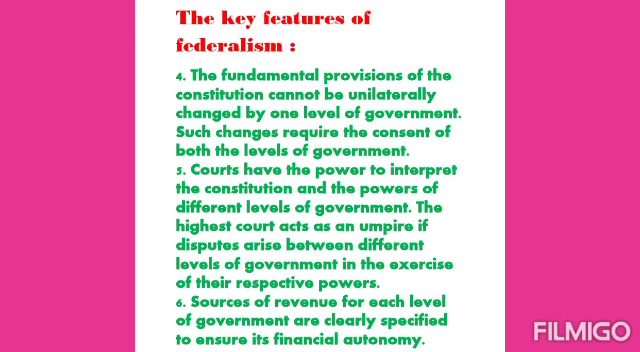 The key features of
federalism :
4. The fundamental provisions of the
constitution cannot be unilaterally
changed by one level of government.
Such changes require the consent of
both the levels of government.
5. Courts have the power to interpret
the constitution and the powers of
different levels of government. The
highest court acts as an umpire if
disputes arise between different
levels of government in the exercise
of their respective powers.
6. Sources of revenue for each level
of government are clearly specified
to ensure its financial autonomy.
FILMIGO